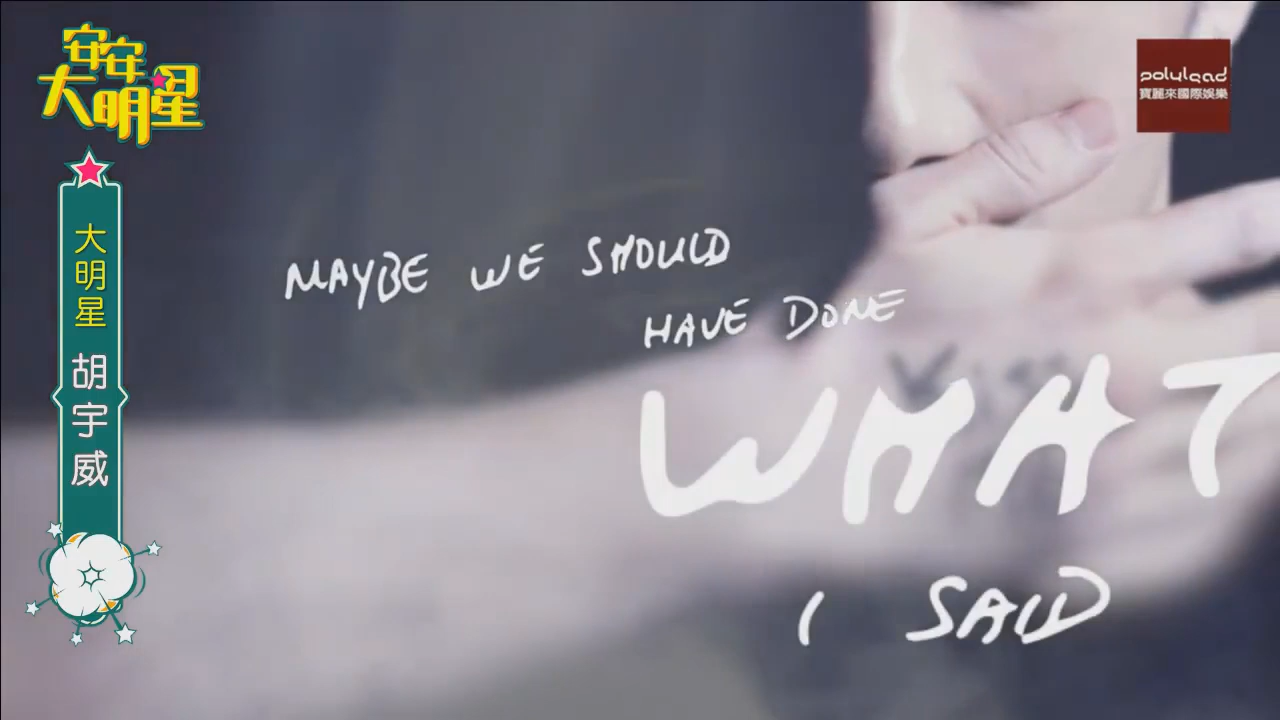 安安
大明星
大明星 胡宇威
polylead
寶麗來國際娛樂
MAYBE WE SHOULD
HAVE DONE
WHAT
I SAID